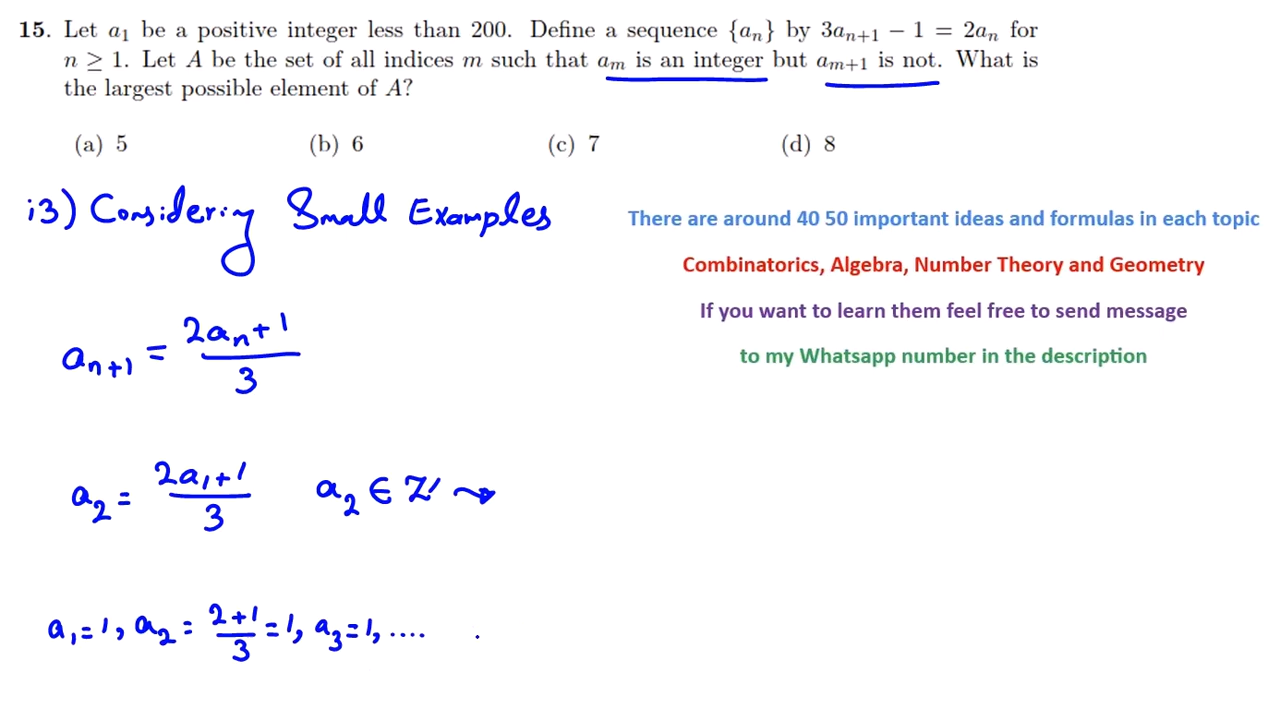 15. Let a₁ be a positive integer less than 200. Define a sequence {aₙ} by 3aₙ₊₁ − 1 = 2aₙ for
n ≥ 1. Let A be the set of all indices m such that aₘ is an integer but aₘ₊₁ is not. What is
the largest possible element of A?
(a) 5 (b) 6 (c) 7 (d) 8
i3) Considering Small Examples
There are around 40 50 important ideas and formulas in each topic
Combinatorics, Algebra, Number Theory and Geometry
If you want to learn them feel free to send message
to my Whatsapp number in the description
aₙ₊₁ = (2aₙ+1)/3
a₂ = (2a₁+1)/3 a₂ ∈ ℤ ⇝
a₁=1, a₂ = (2+1)/3 = 1, a₃=1, ....